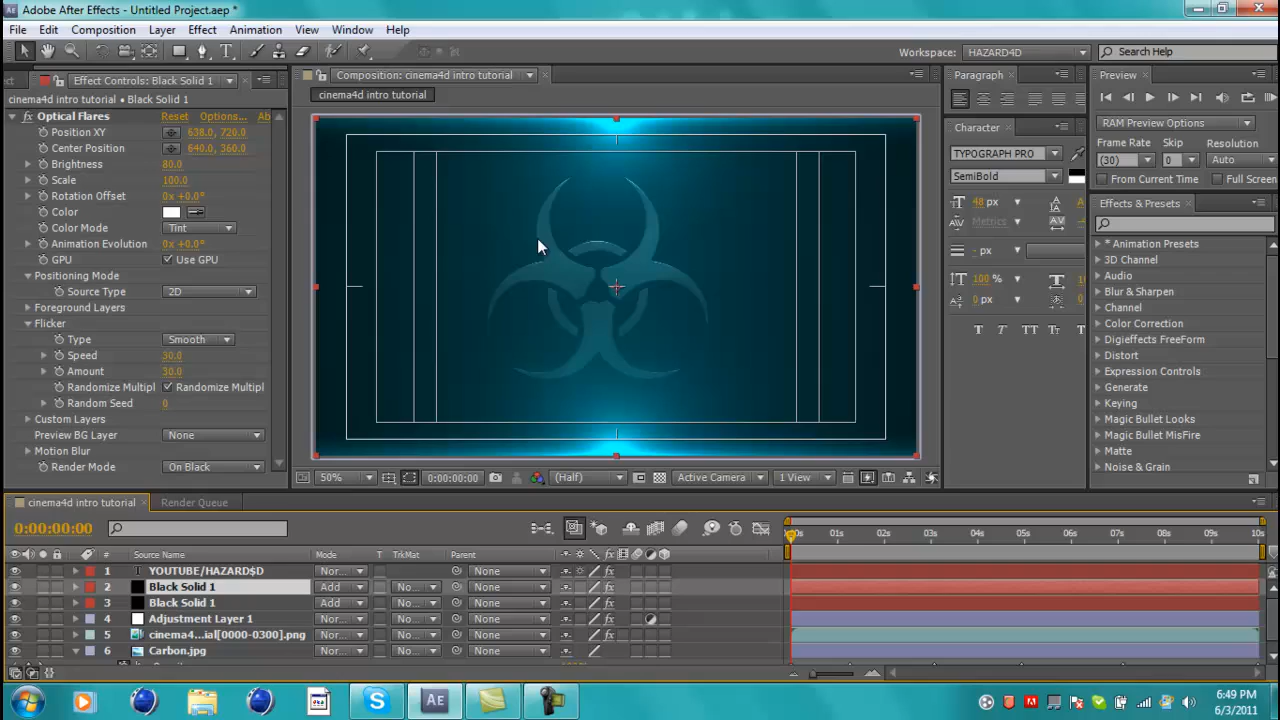 Adobe After Effects - Untitled Project.aep *
File Edit Composition Layer Effect Animation View Window Help
Workspace: HAZARD4D Search Help
Effect Controls: Black Solid 1
cinema4d intro tutorial • Black Solid 1
Optical Flares Reset Options... Ab
Position XY 638.0, 720.0
Center Position 640.0, 360.0
Brightness 80.0
Scale 100.0
Rotation Offset 0x +0.0°
Color
Color Mode Tint
Animation Evolution 0x +0.0°
GPU Use GPU
Positioning Mode
Source Type 2D
Foreground Layers
Flicker
Type Smooth
Speed 30.0
Amount 30.0
Randomize Multipl Randomize Multipl
Random Seed 0
Custom Layers
Preview BG Layer None
Motion Blur
Render Mode On Black
Composition: cinema4d intro tutorial
cinema4d intro tutorial
50% 0:00:00:00 (Half) Active Camera 1 View
Paragraph
Character
TYPOGRAPH PRO
SemiBold
48 px
Metrics
- px
100 %
0 px
T T TT Tт
Preview
RAM Preview Options
Frame Rate Skip Resolution
(30) 0 Auto
From Current Time Full Screen
Effects & Presets
* Animation Presets
3D Channel
Audio
Blur & Sharpen
Channel
Color Correction
Digieffects FreeForm
Distort
Expression Controls
Generate
Keying
Magic Bullet Looks
Magic Bullet MisFire
Matte
Noise & Grain
cinema4d intro tutorial Render Queue
0:00:00:00
01s 02s 03s 04s 05s 06s 07s 08s 09s 10s
# Source Name Mode T TrkMat Parent
1 YOUTUBE/HAZARD$D Nor... None
2 Black Solid 1 Add No... None
3 Black Solid 1 Add No... None
4 Adjustment Layer 1 Nor... No... None
5 cinema4...ial[0000-0300].png Nor... No... None
6 Carbon.jpg Nor... No... None
6:49 PM
6/3/2011